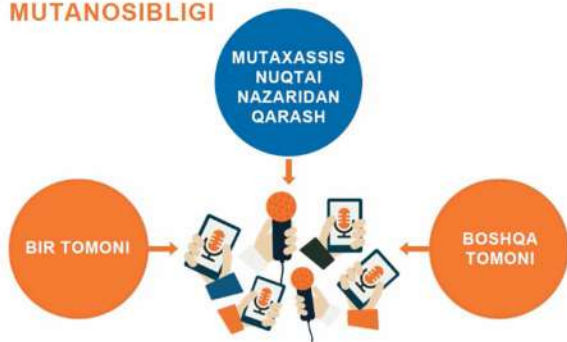 MUTANOSIBLIGI
MUTAXASSIS
NUQTAI
NAZARIDAN
QARASH
BIR TOMONI
BOSHQA
TOMONI